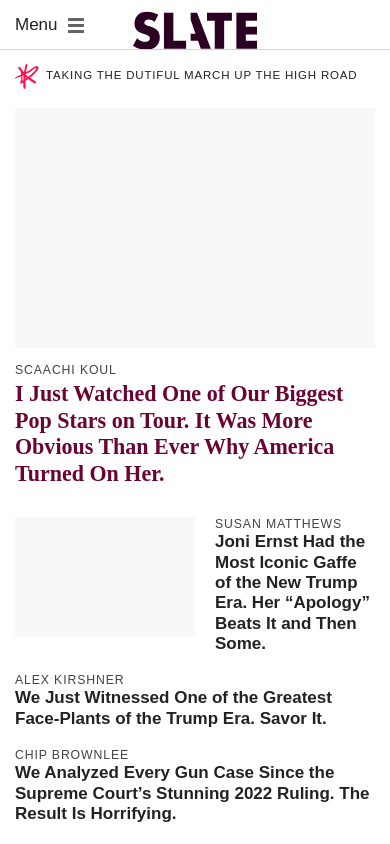 Menu
SLATE
TAKING THE DUTIFUL MARCH UP THE HIGH ROAD
SCAACHI KOUL
I Just Watched One of Our Biggest
Pop Stars on Tour. It Was More
Obvious Than Ever Why America
Turned On Her.
SUSAN MATTHEWS
Joni Ernst Had the
Most Iconic Gaffe
of the New Trump
Era. Her “Apology”
Beats It and Then
Some.
ALEX KIRSHNER
We Just Witnessed One of the Greatest
Face-Plants of the Trump Era. Savor It.
CHIP BROWNLEE
We Analyzed Every Gun Case Since the
Supreme Court’s Stunning 2022 Ruling. The
Result Is Horrifying.